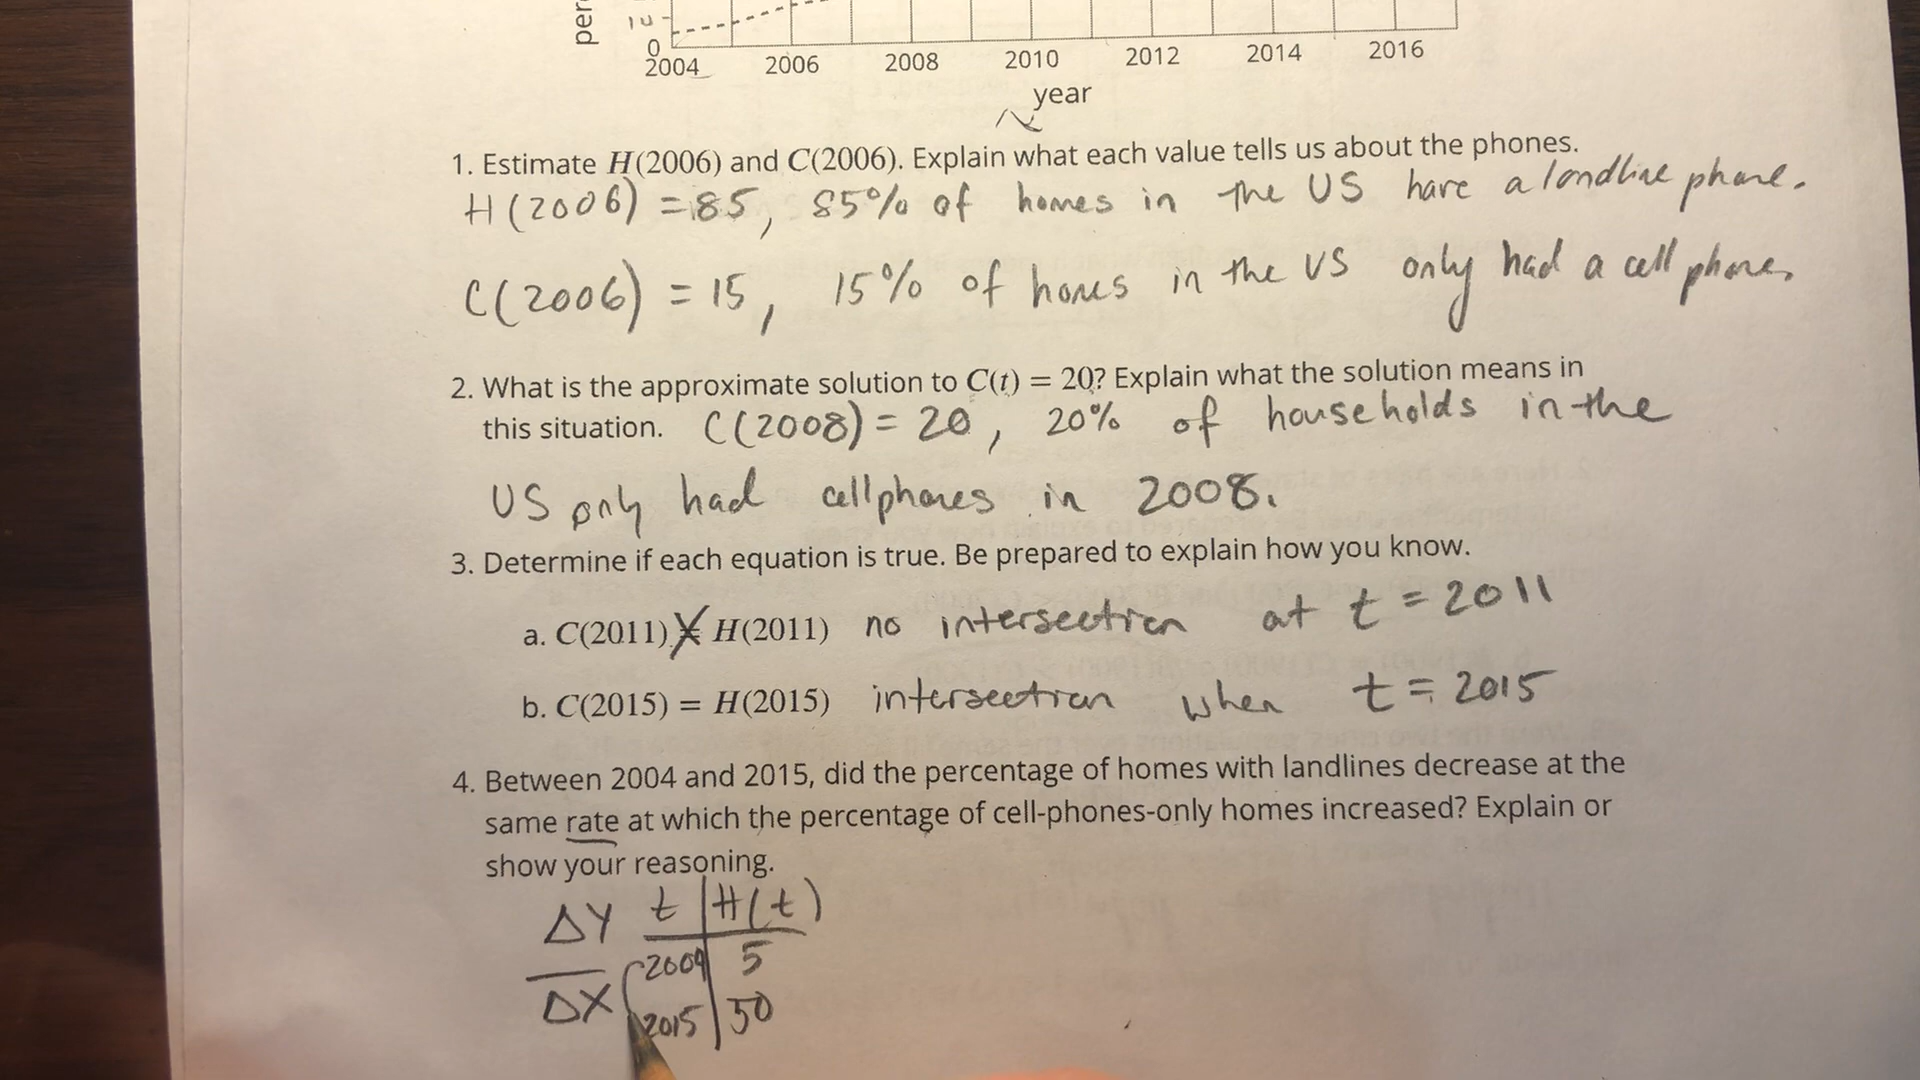 per
10
0
2004 2006 2008 2010 2012 2014 2016
year
1. Estimate H(2006) and C(2006). Explain what each value tells us about the phones.
H(2006) = 85, 85% of homes in the US have a landline phone.
C(2006) = 15, 15% of homes in the US only had a cell phone.
2. What is the approximate solution to C(t) = 20? Explain what the solution means in
this situation. C(2008) = 20, 20% of households in the
US only had cellphones in 2008.
3. Determine if each equation is true. Be prepared to explain how you know.
a. C(2011) = H(2011) no intersection at t = 2011
b. C(2015) = H(2015) intersection when t = 2015
4. Between 2004 and 2015, did the percentage of homes with landlines decrease at the
same rate at which the percentage of cell-phones-only homes increased? Explain or
show your reasoning.
ΔY t H(t)
2004 5
ΔX 2015 50